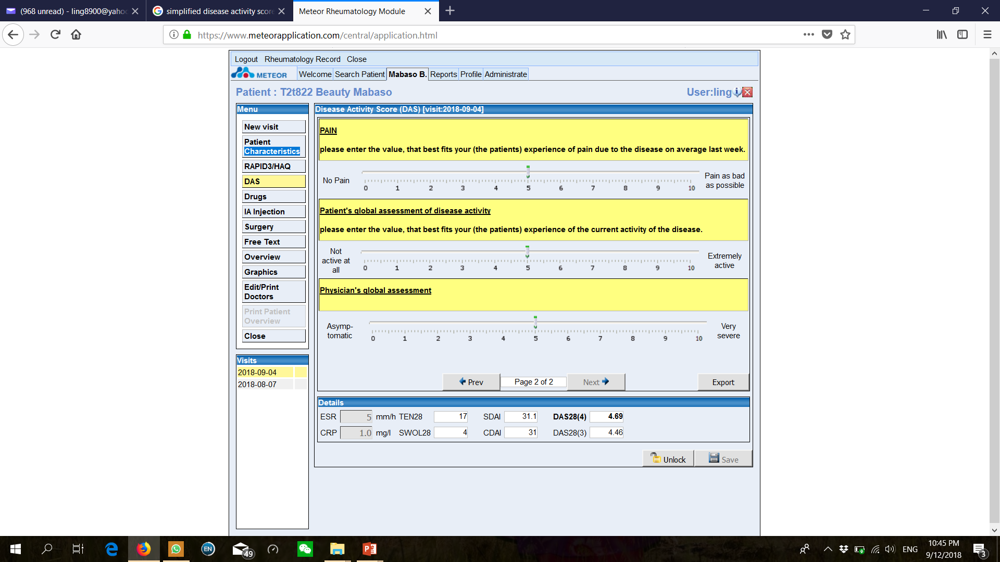 (968 unread) - ling8900@yaho
simplified disease activity score
Meteor Rheumatology Module
https://www.meteorapplication.com/central/application.html
Logout Rheumatology Record Close
METEOR
Welcome Search Patient Mabaso B. Reports Profile Administrate
Patient : T2t822 Beauty Mabaso
User:ling
Menu
New visit
Patient
Characteristics
RAPID3/HAQ
DAS
Drugs
IA Injection
Surgery
Free Text
Overview
Graphics
Edit/Print
Doctors
Print Patient
Overview
Close
Visits
2018-09-04
2018-08-07
Disease Activity Score (DAS) [visit:2018-09-04]
PAIN
please enter the value, that best fits your (the patients) experience of pain due to the disease on average last week.
No Pain
0 1 2 3 4 5 6 7 8 9 10
Pain as bad
as possible
Patient's global assessment of disease activity
please enter the value, that best fits your (the patients) experience of the current activity of the disease.
Not
active at
all
0 1 2 3 4 5 6 7 8 9 10
Extremely
active
Physician's global assessment
Asymp-
tomatic
0 1 2 3 4 5 6 7 8 9 10
Very
severe
Prev Page 2 of 2 Next Export
Details
ESR 5 mm/h TEN28 17 SDAI 31.1 DAS28(4) 4.69
CRP 1.0 mg/l SWOL28 4 CDAI 31 DAS28(3) 4.46
Unlock Save
EN
49
ENG
10:45 PM
9/12/2018
3